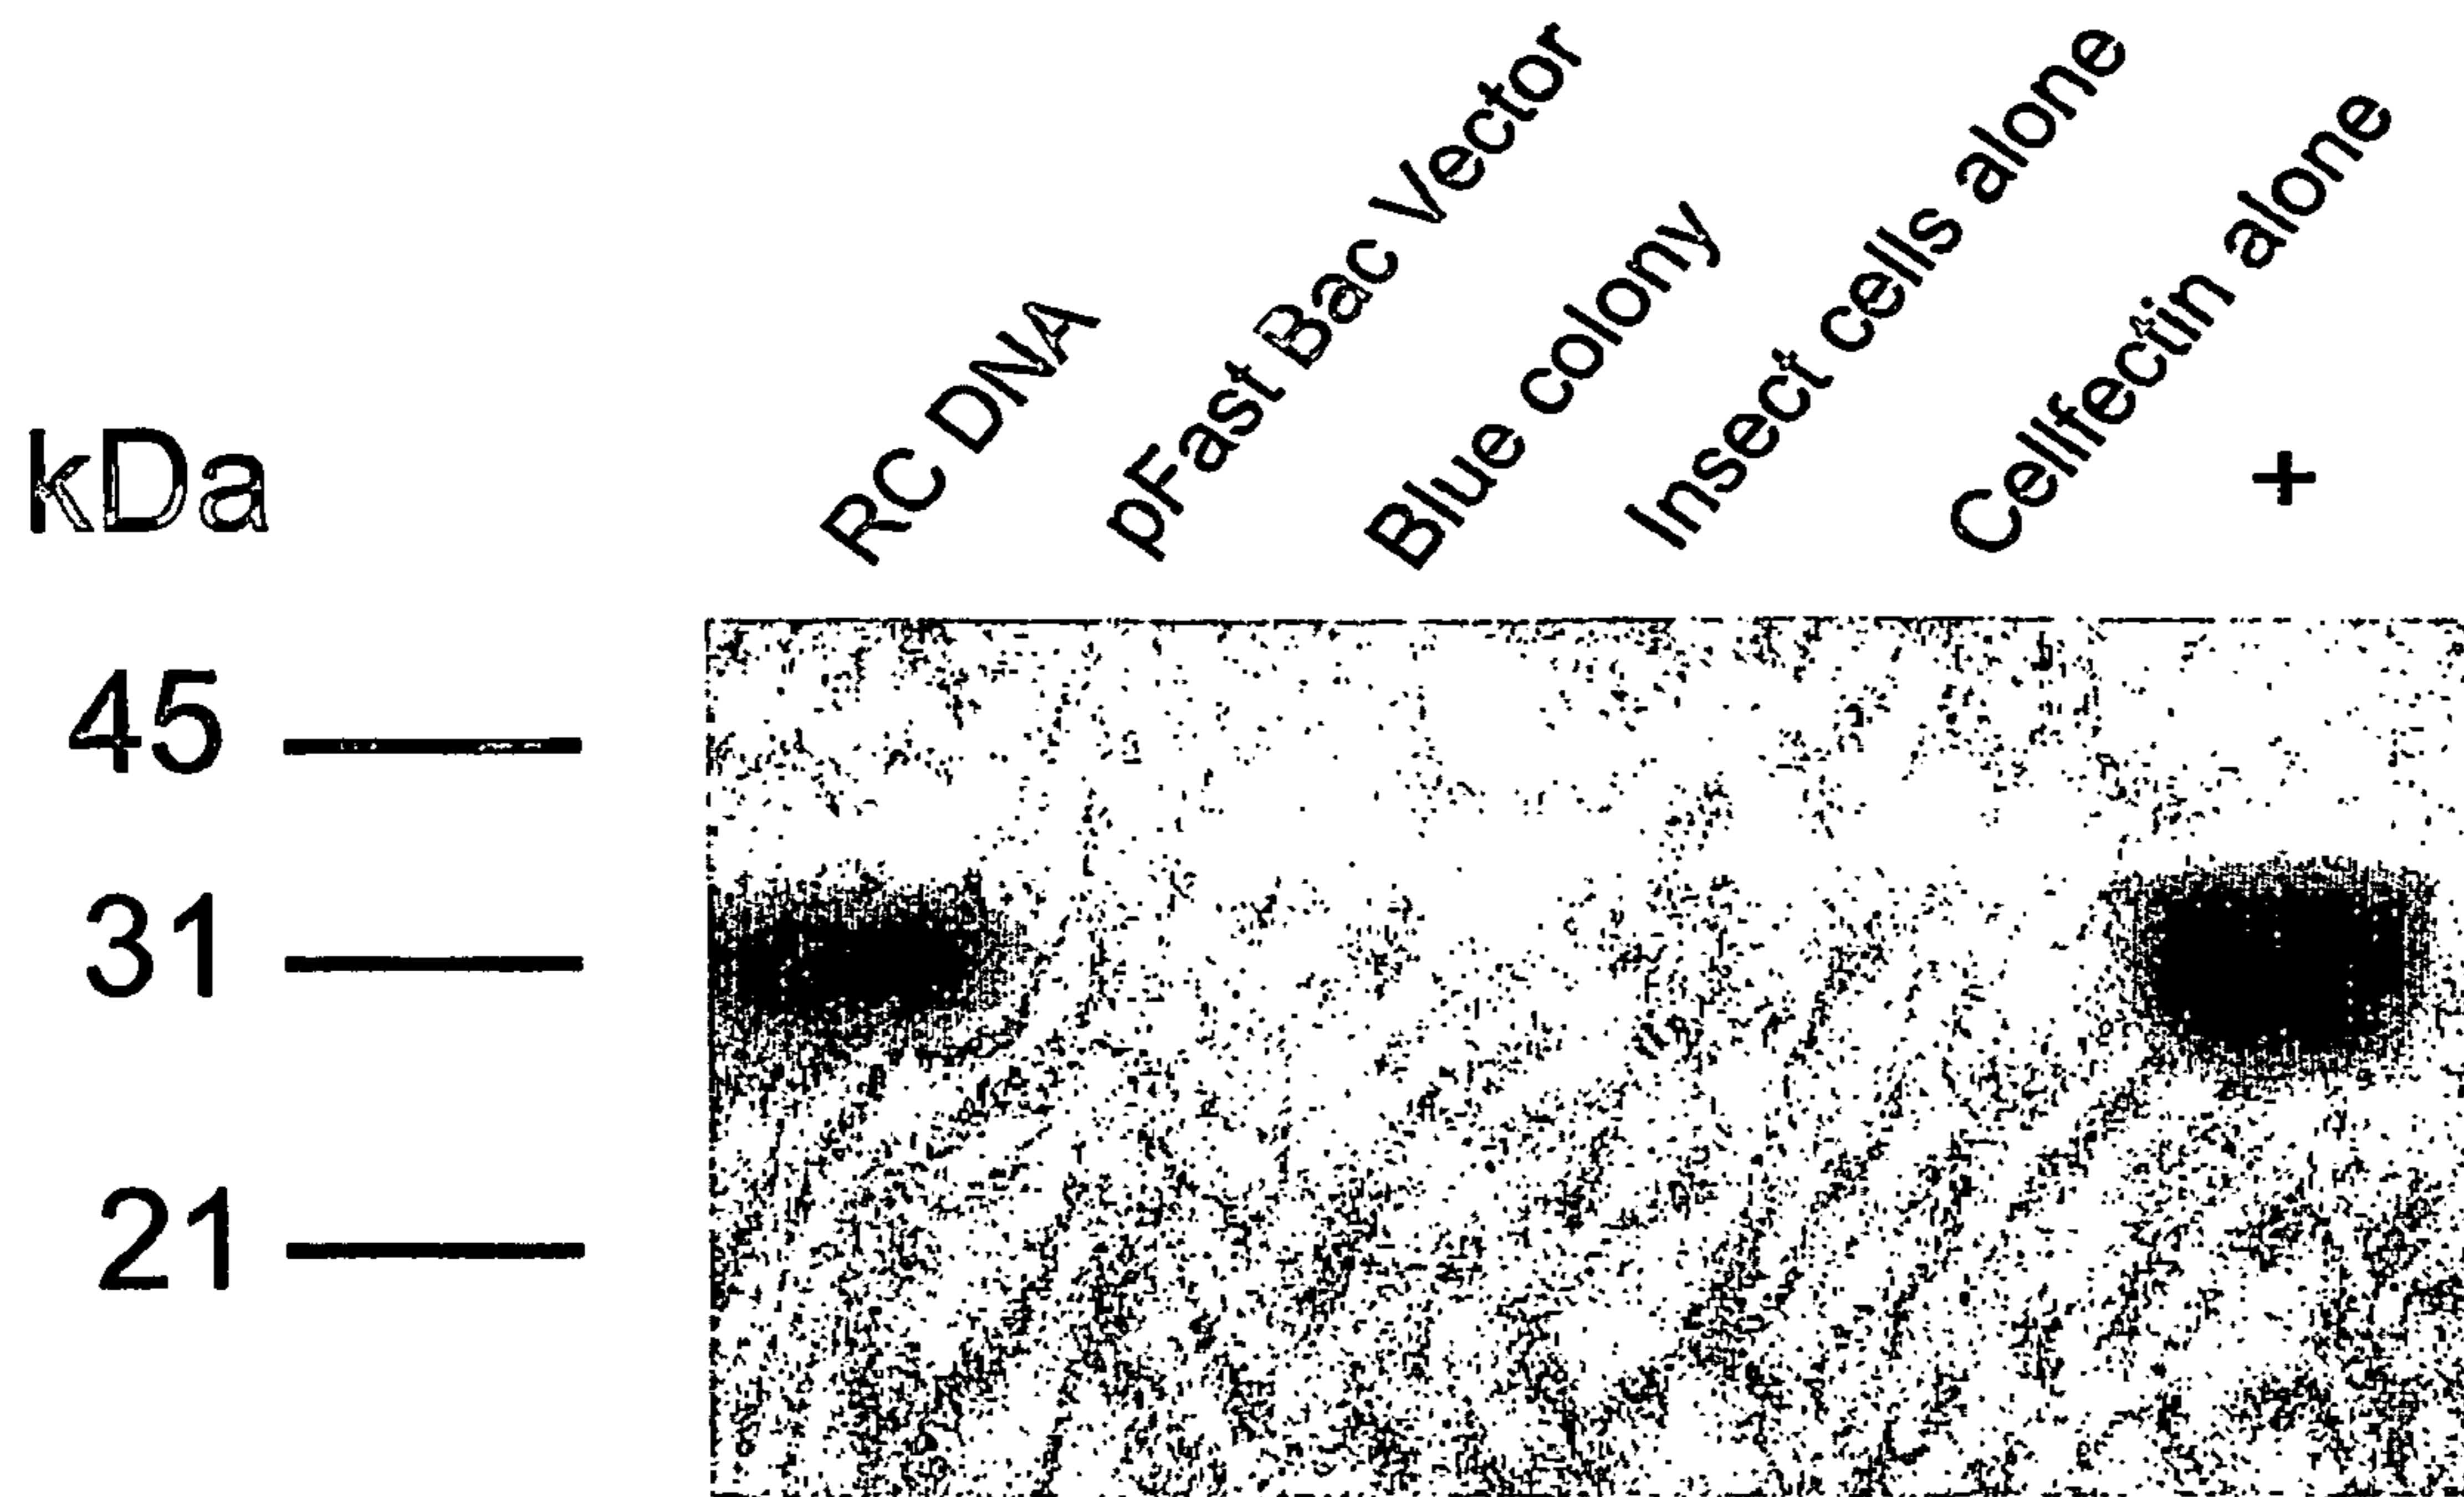 RC DNA
pFast Bac Vector
Blue colony
Insect cells alone
Cellfectin alone
+
kDa
45
31
21